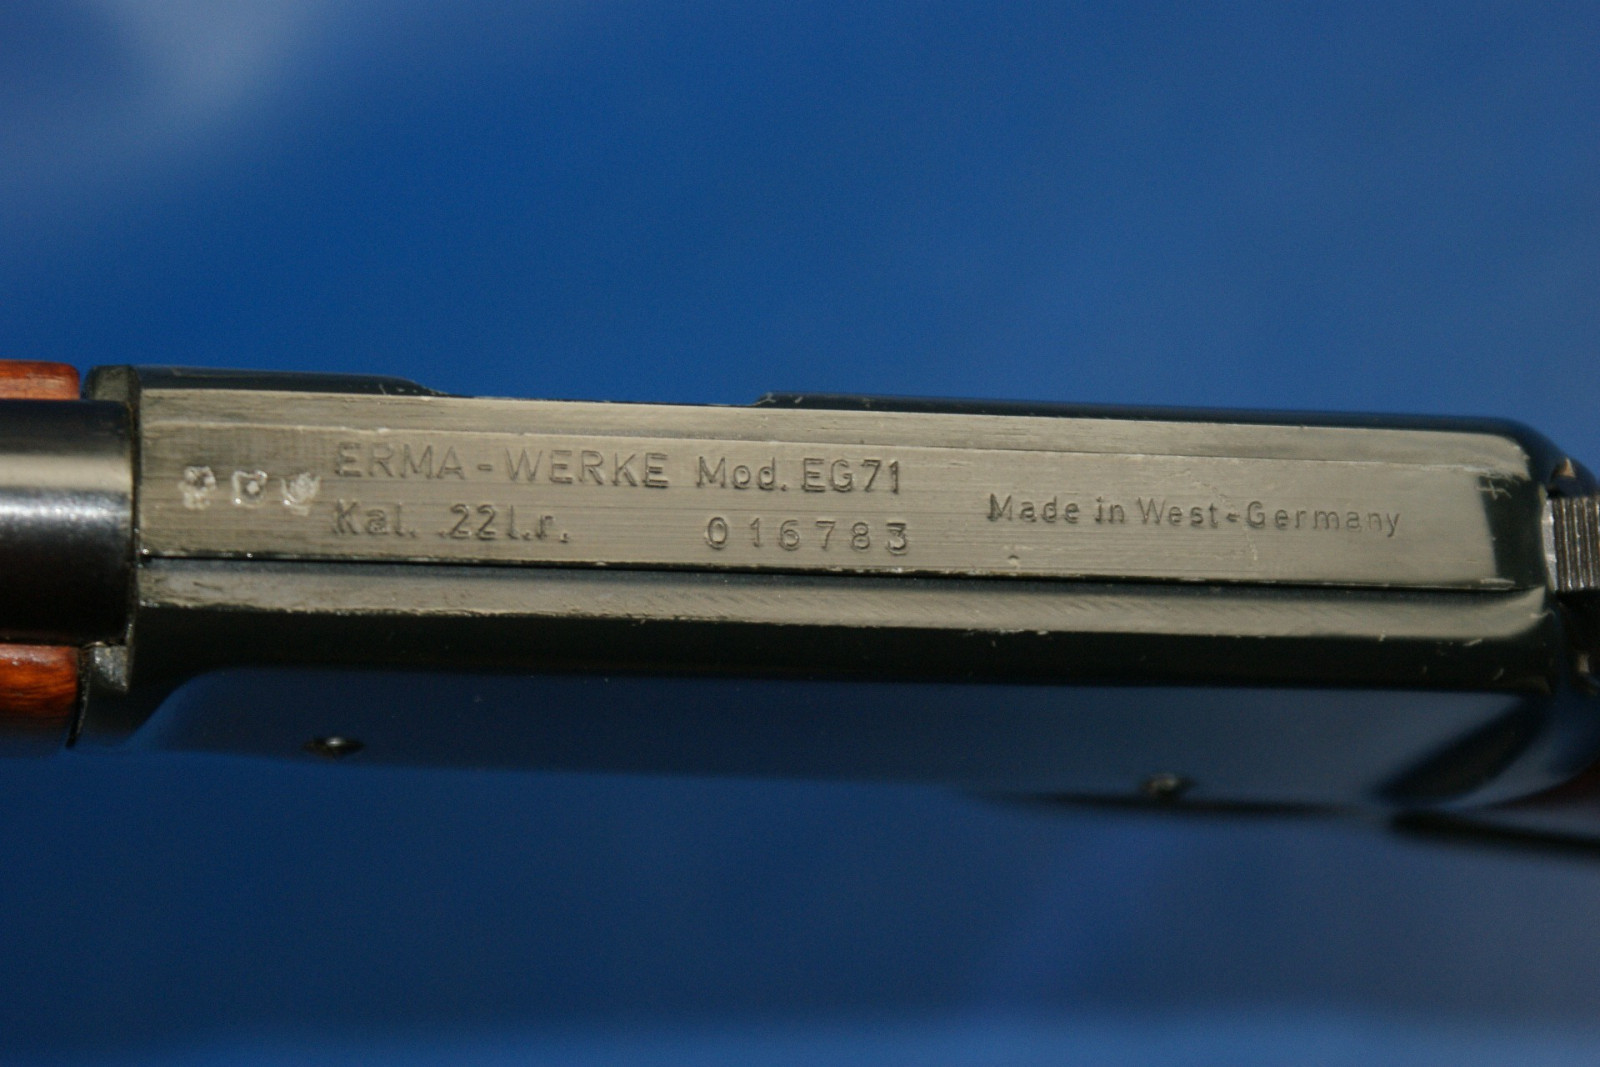 ERMA-WERKE Mod. EG71
Kal. .22l.r. 016783
Made in West-Germany